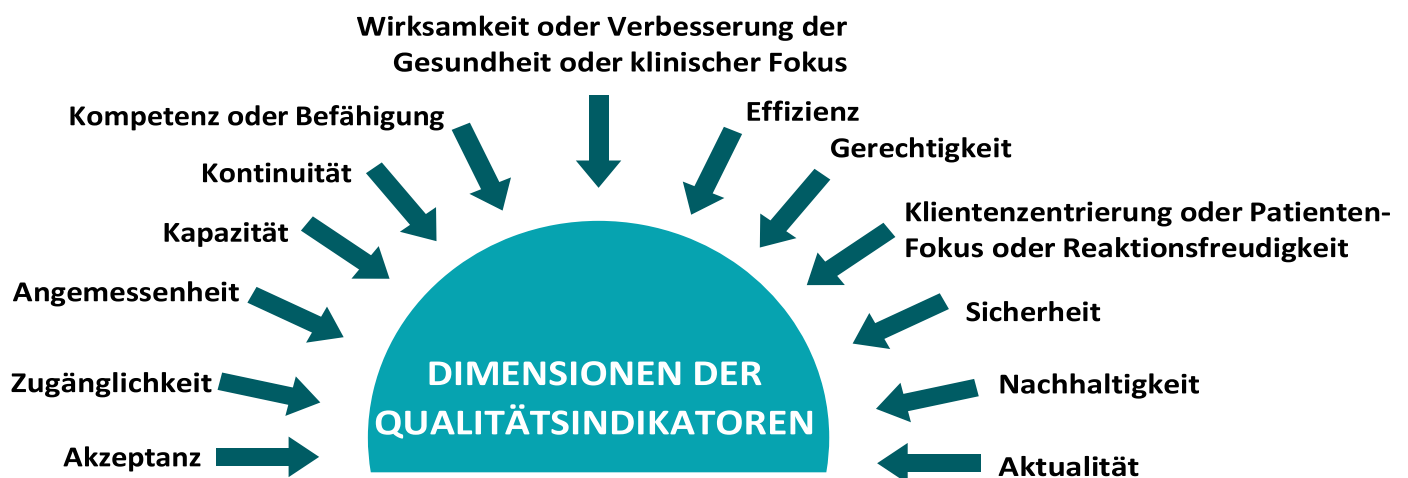 Wirksamkeit oder Verbesserung der
Gesundheit oder klinischer Fokus
Kompetenz oder Befähigung
Effizienz
Kontinuität
Gerechtigkeit
Kapazität
Klientenzentrierung oder Patienten-
Fokus oder Reaktionsfreudigkeit
Angemessenheit
Sicherheit
Zugänglichkeit
Nachhaltigkeit
Akzeptanz
Aktualität
DIMENSIONEN DER
QUALITÄTSINDIKATOREN